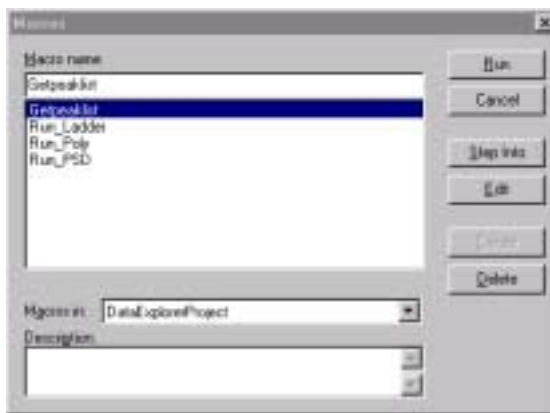 Macros
Macro name
Getpeaklist
Getpeaklist
Run_Ladder
Run_Poly
Run_PSD
Macros in:
DataExplorerProject
Description
Run
Cancel
Step Into
Edit
Create
Delete